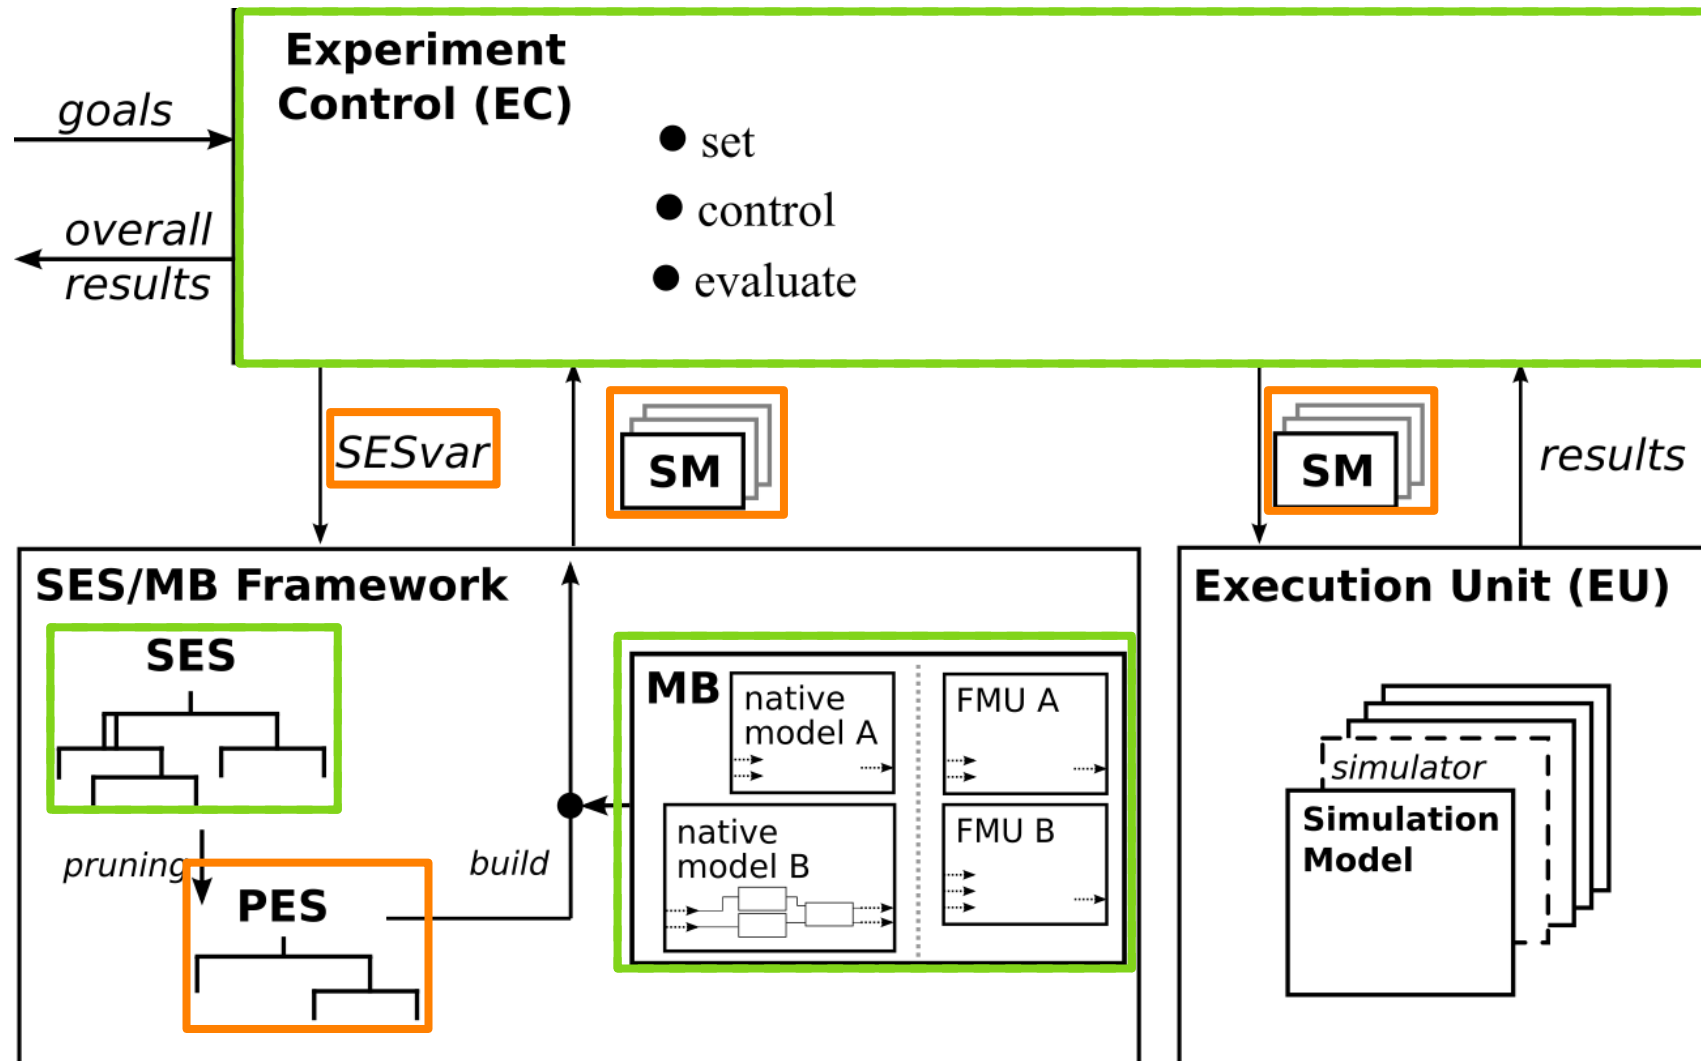 Experiment
Control (EC)
goals
● set
● control
● evaluate
overall
results
SESvar
SM
SM
results
SES/MB Framework
SES
pruning
PES
build
MB
native
model A
FMU A
native
model B
FMU B
Execution Unit (EU)
simulator
Simulation
Model